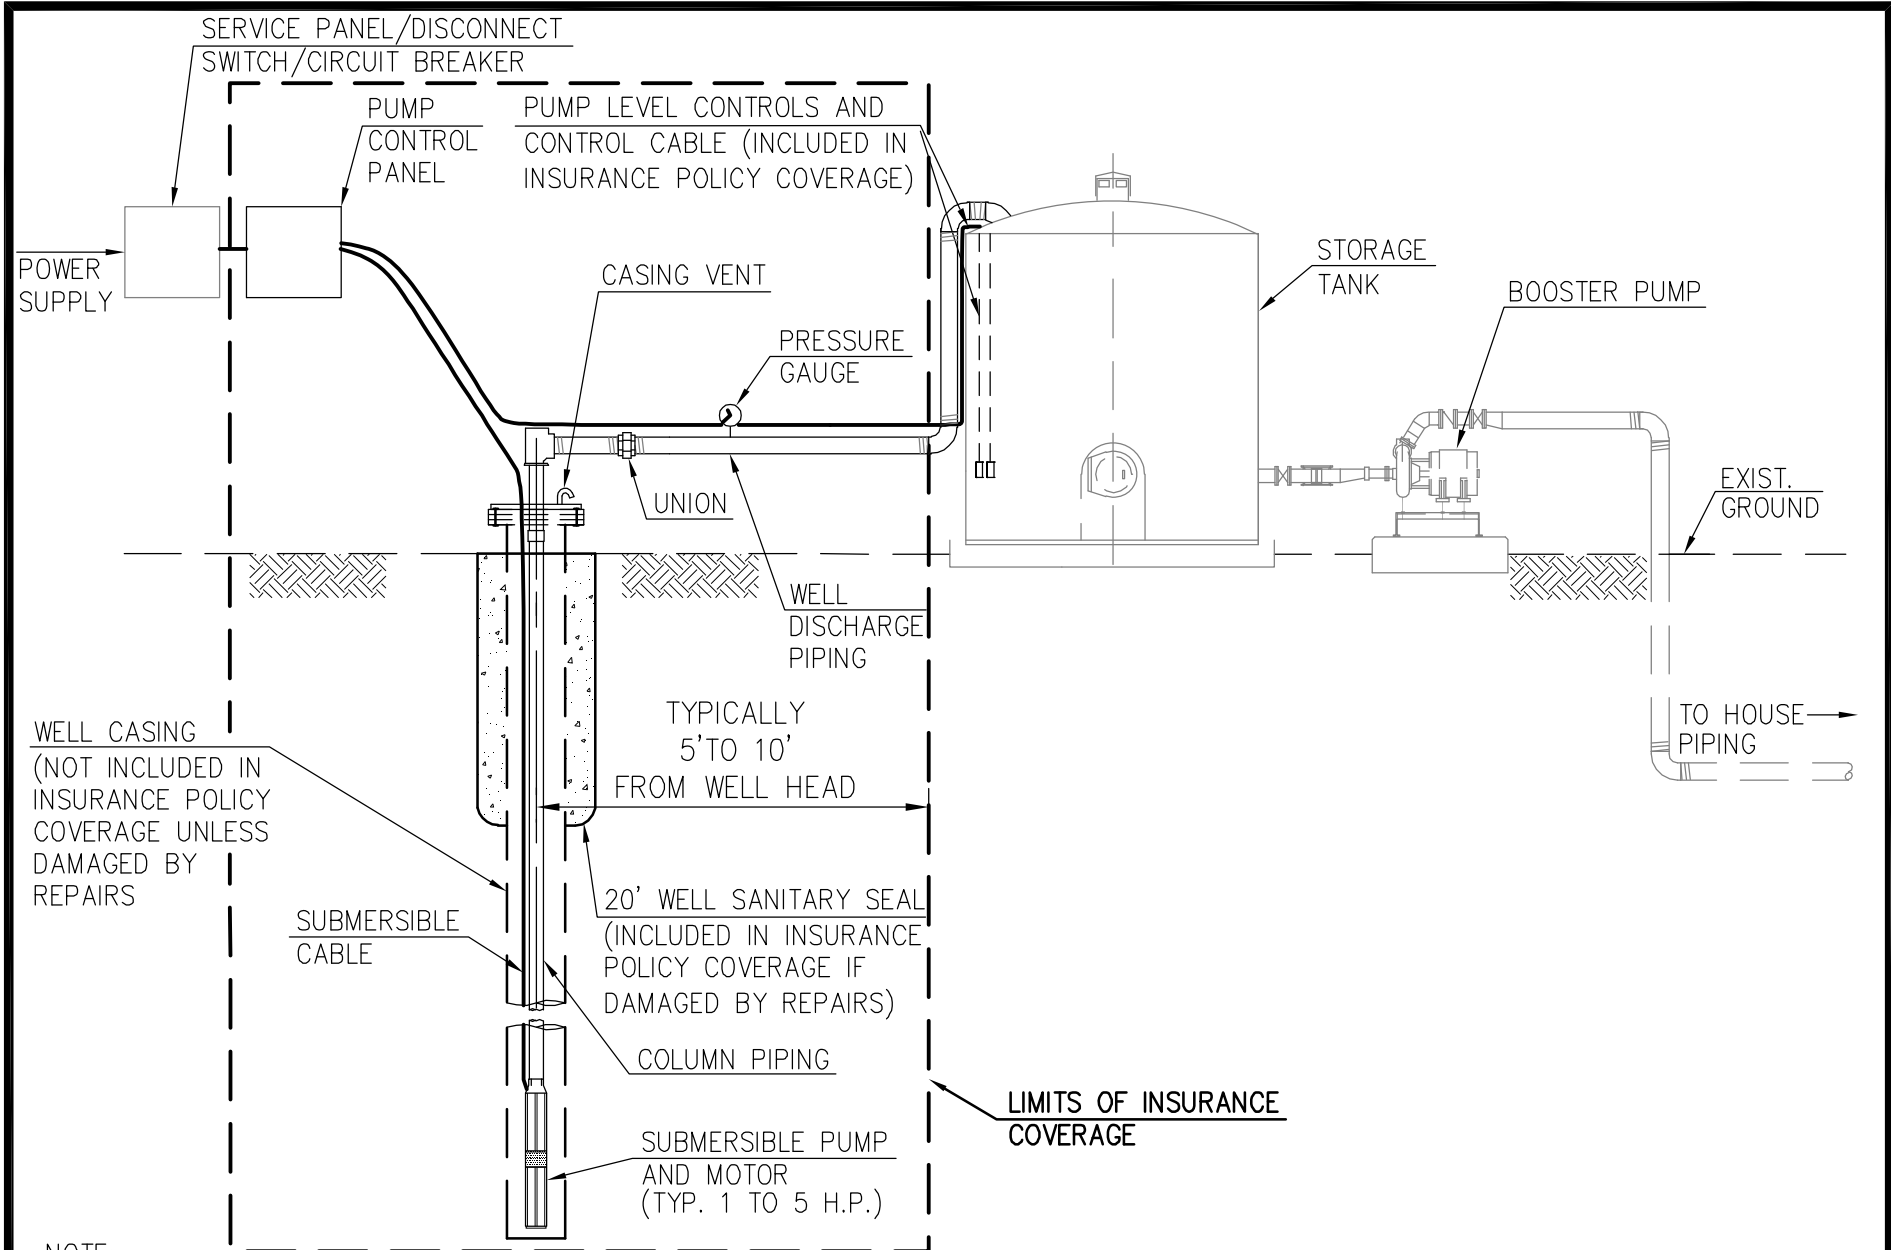 SERVICE PANEL/DISCONNECT
SWITCH/CIRCUIT BREAKER
PUMP
CONTROL
PANEL
PUMP LEVEL CONTROLS AND
CONTROL CABLE (INCLUDED IN
INSURANCE POLICY COVERAGE)
POWER
SUPPLY
CASING VENT
STORAGE
TANK
BOOSTER PUMP
PRESSURE
GAUGE
UNION
EXIST.
GROUND
WELL
DISCHARGE
PIPING
TYPICALLY
5'TO 10'
FROM WELL HEAD
TO HOUSE
PIPING
WELL CASING
(NOT INCLUDED IN
INSURANCE POLICY
COVERAGE UNLESS
DAMAGED BY
REPAIRS
SUBMERSIBLE
CABLE
20' WELL SANITARY SEAL
(INCLUDED IN INSURANCE
POLICY COVERAGE IF
DAMAGED BY REPAIRS)
COLUMN PIPING
LIMITS OF INSURANCE
COVERAGE
SUBMERSIBLE PUMP
AND MOTOR
(TYP. 1 TO 5 H.P.)
NOTE